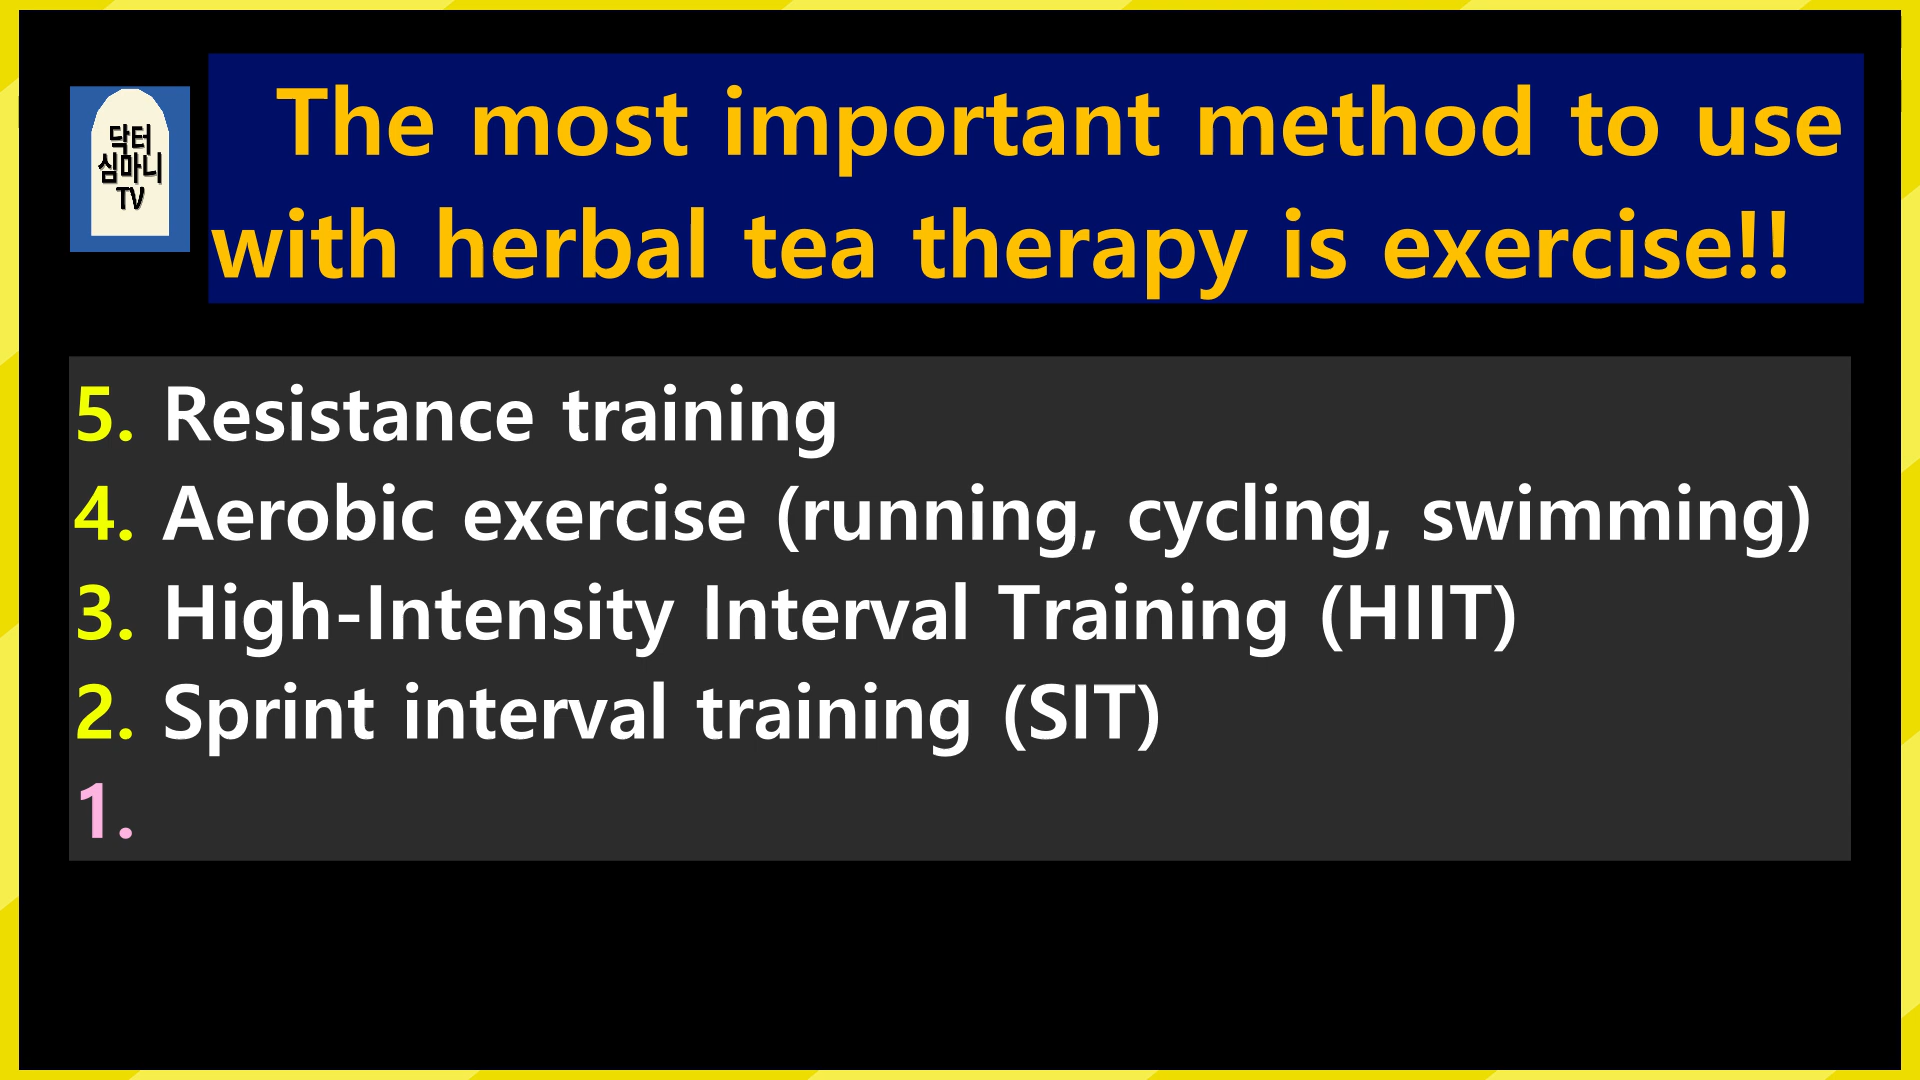 닥터
심마니
TV
The most important method to use
with herbal tea therapy is exercise!!
5. Resistance training
4. Aerobic exercise (running, cycling, swimming)
3. High-Intensity Interval Training (HIIT)
2. Sprint interval training (SIT)
1.